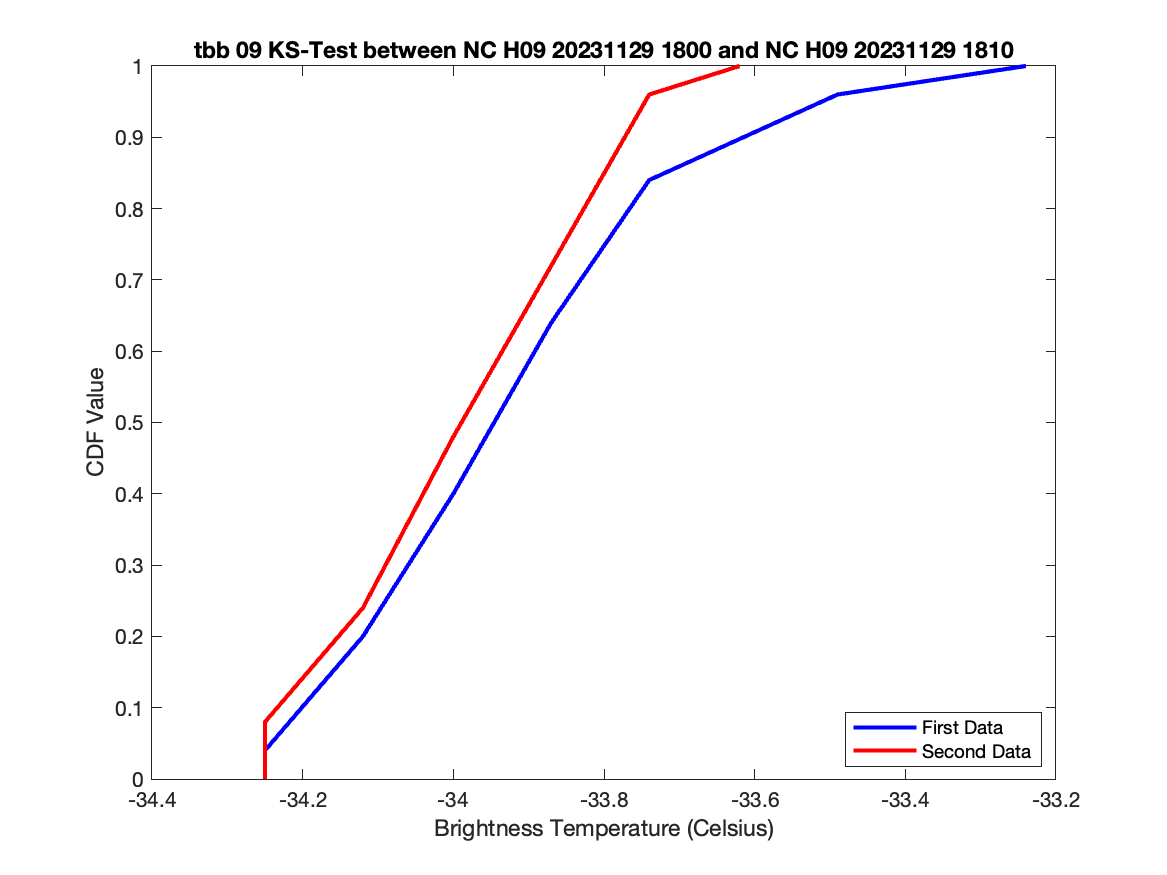 tbb 09 KS-Test between NC H09 20231129 1800 and NC H09 20231129 1810
1
0.9
0.8
0.7
0.6
0.5
0.4
0.3
0.2
0.1
0
CDF Value
First Data
Second Data
-34.4 -34.2 -34 -33.8 -33.6 -33.4 -33.2
Brightness Temperature (Celsius)